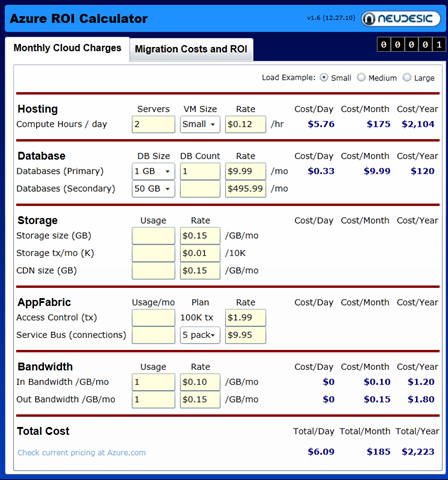 Azure ROI Calculator v1.6 (12.27.10) NEUDESIC
Monthly Cloud Charges Migration Costs and ROI 0 0 0 0 1
Load Example: Small Medium Large
Hosting Servers VM Size Rate Cost/Day Cost/Month Cost/Year
Compute Hours / day 2 Small $0.12 /hr $5.76 $175 $2,104
Database DB Size DB Count Rate Cost/Day Cost/Month Cost/Year
Databases (Primary) 1 GB 1 $9.99 /mo $0.33 $9.99 $120
Databases (Secondary) 50 GB $495.99 /mo
Storage Usage Rate Cost/Day Cost/Month Cost/Year
Storage size (GB) $0.15 /GB/mo
Storage tx/mo (K) $0.01 /10K
CDN size (GB) $0.15 /GB/mo
AppFabric Usage/mo Plan Rate Cost/Day Cost/Month Cost/Year
Access Control (tx) 100K tx $1.99
Service Bus (connections) 5 pack $9.95
Bandwidth Usage Rate Cost/Day Cost/Month Cost/Year
In Bandwidth /GB/mo 1 $0.10 /GB/mo $0 $0.10 $1.20
Out Bandwidth /GB/mo 1 $0.15 /GB/mo $0 $0.15 $1.80
Total Cost Total/Day Total/Month Total/Year
Check current pricing at Azure.com $6.09 $185 $2,223